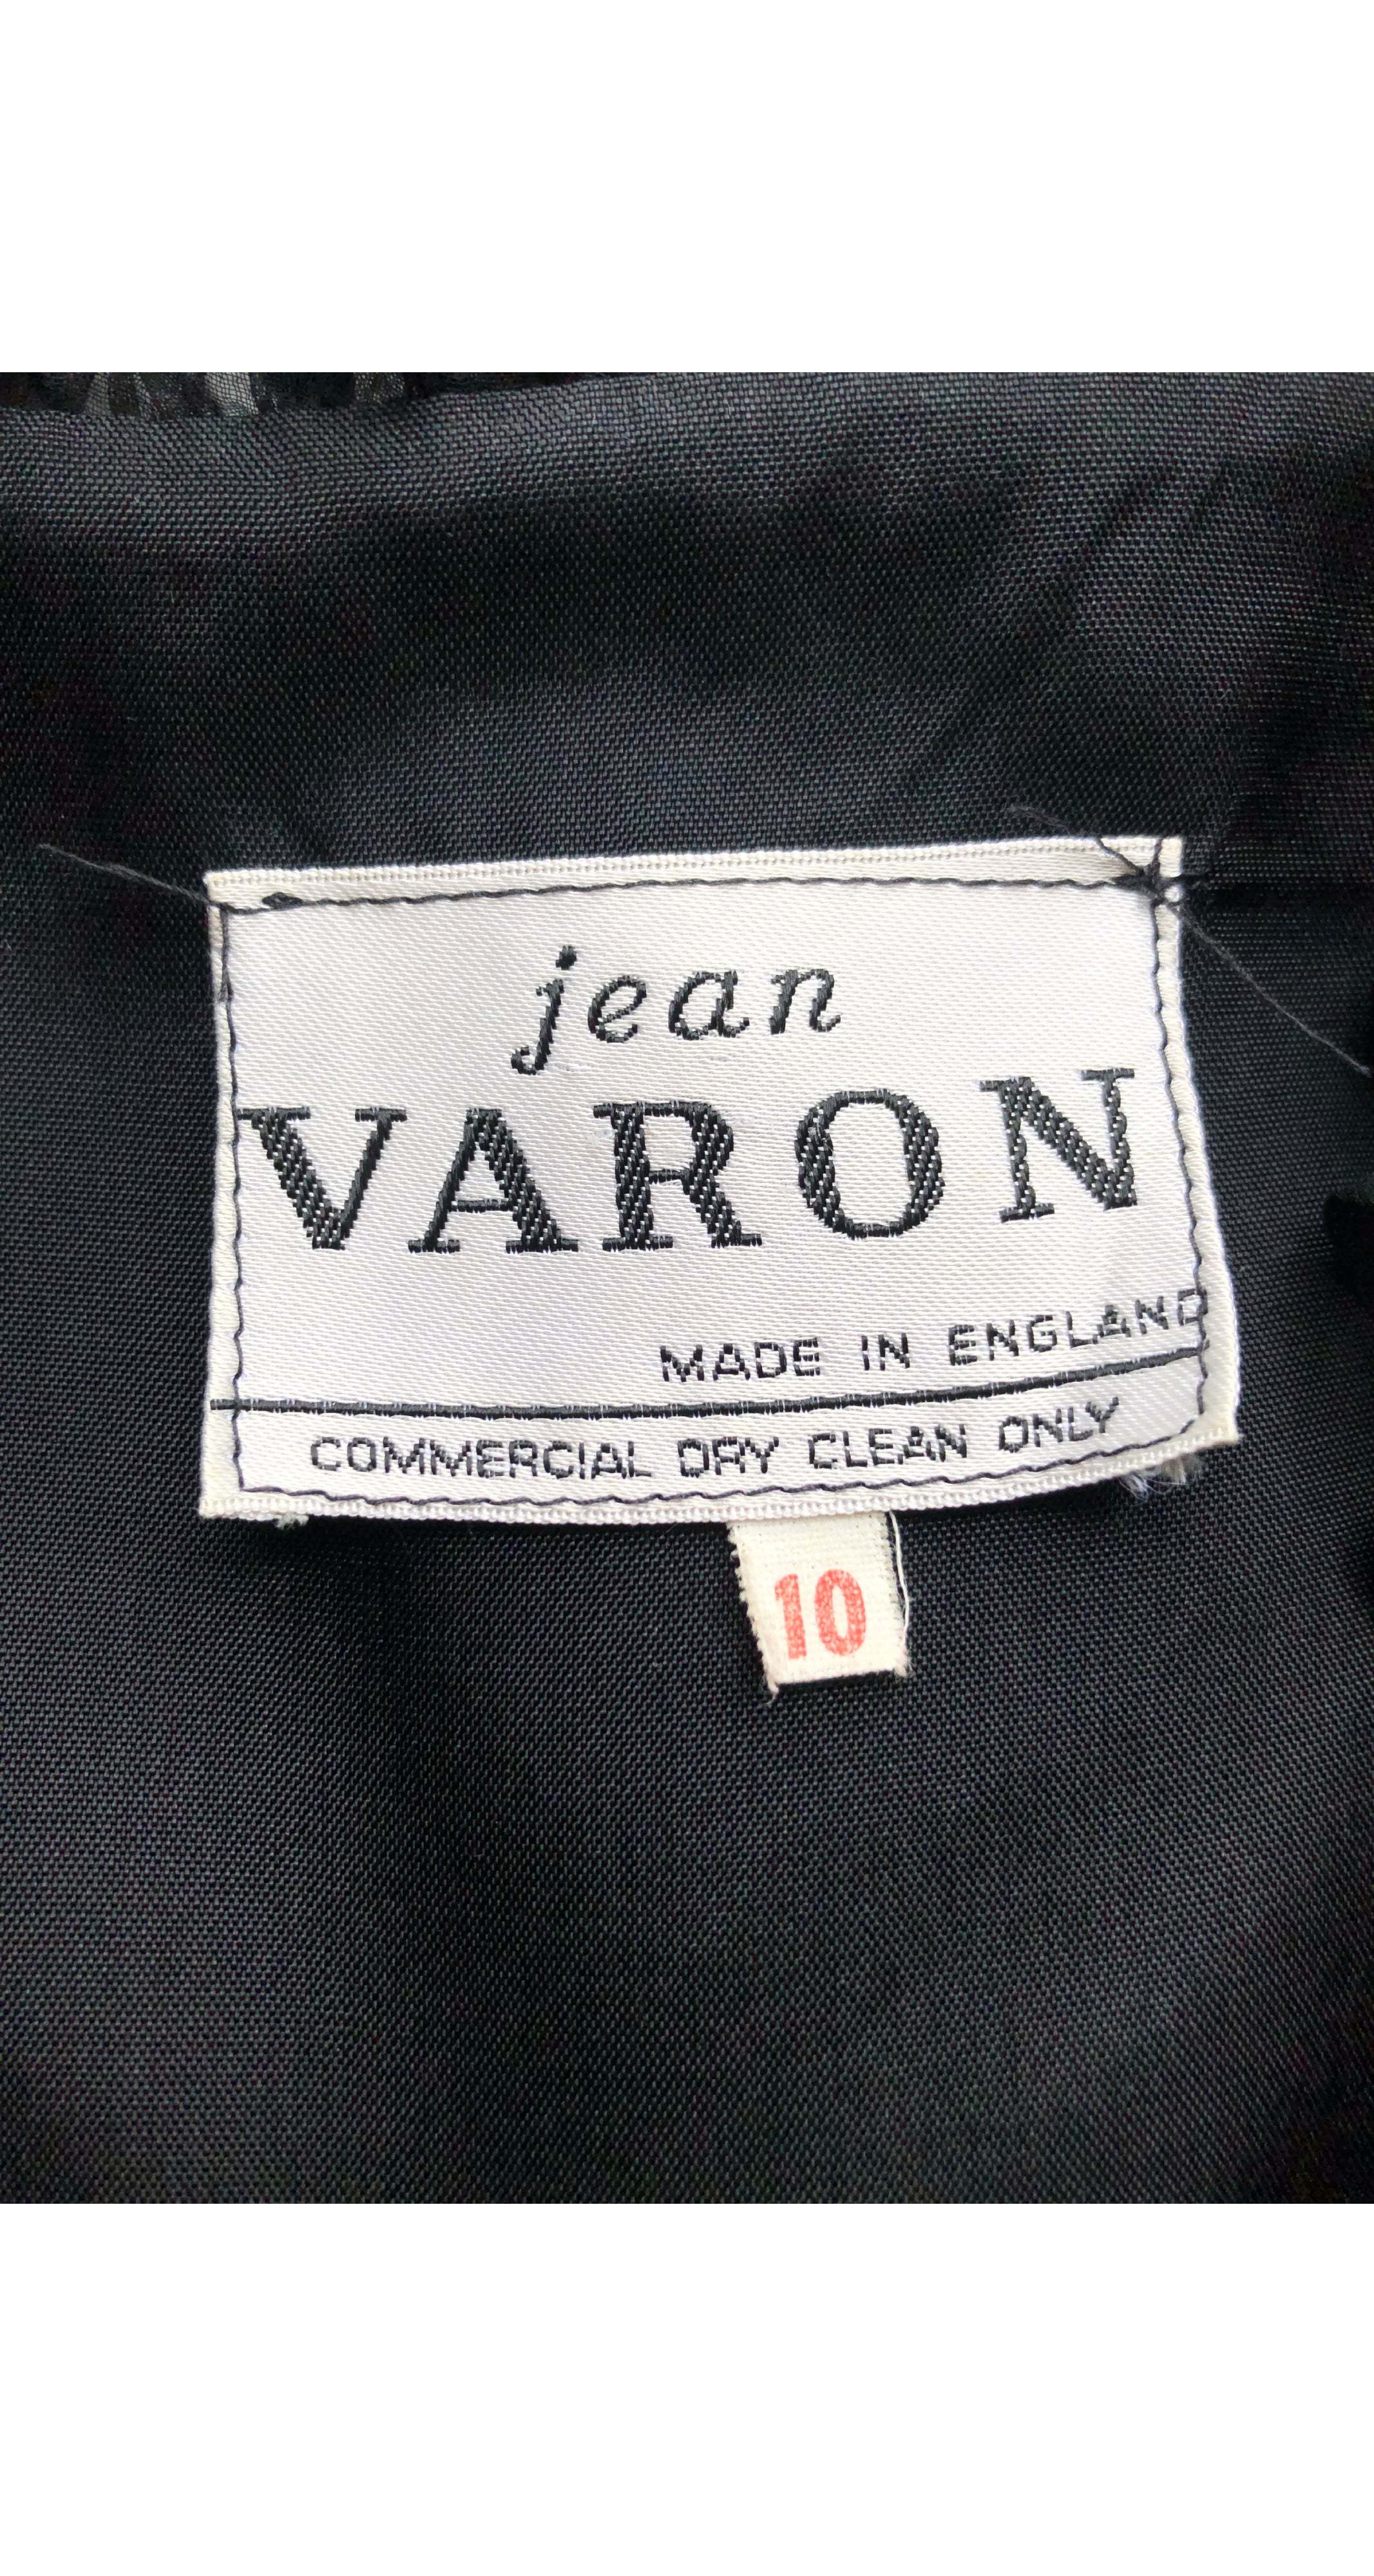 jean
VARON
MADE IN ENGLAND
COMMERCIAL DRY CLEAN ONLY
10